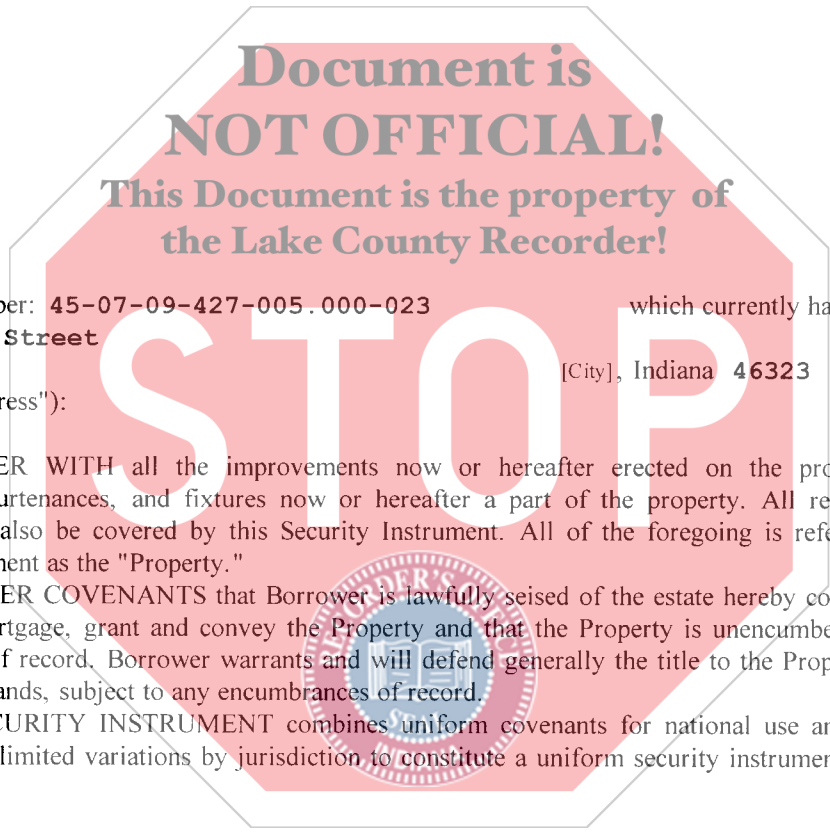 Document is
NOT OFFICIAL!
This Document is the property of
the Lake County Recorder!
STOP
ber: 45-07-09-427-005.000-023 which currently ha
Street
[City], Indiana 46323
ress"):
ER WITH all the improvements now or hereafter erected on the pro
urtenances, and fixtures now or hereafter a part of the property. All re
also be covered by this Security Instrument. All of the foregoing is refe
nent as the "Property."
ER COVENANTS that Borrower is lawfully seised of the estate hereby co
rtgage, grant and convey the Property and that the Property is unencumbe
f record. Borrower warrants and will defend generally the title to the Prop
ands, subject to any encumbrances of record.
CURITY INSTRUMENT combines uniform covenants for national use an
limited variations by jurisdiction to constitute a uniform security instrumen
RECORDER'S OFFICE
SEAL
INDIANA